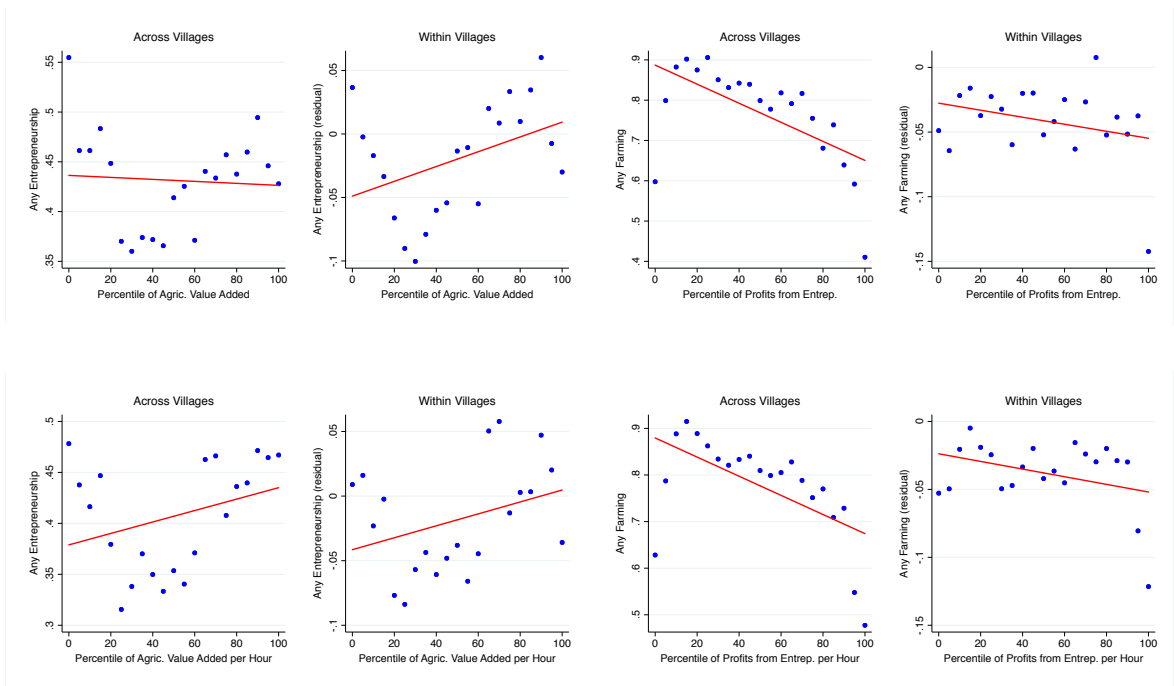 Across Villages
Any Entrepreneurship
.55
.5
.45
.4
.35
0 20 40 60 80 100
Percentile of Agric. Value Added
Within Villages
Any Entrepreneurship (residual)
.05
0
-.05
-.1
0 20 40 60 80 100
Percentile of Agric. Value Added
Across Villages
Any Farming
.9
.8
.7
.6
.5
.4
0 20 40 60 80 100
Percentile of Profits from Entrep.
Within Villages
Any Farming (residual)
0
-.05
-.1
-.15
0 20 40 60 80 100
Percentile of Profits from Entrep.
Across Villages
Any Entrepreneurship
.5
.45
.4
.35
.3
0 20 40 60 80 100
Percentile of Agric. Value Added per Hour
Within Villages
Any Entrepreneurship (residual)
.05
0
-.05
-.1
0 20 40 60 80 100
Percentile of Agric. Value Added per Hour
Across Villages
Any Farming
.9
.8
.7
.6
.5
0 20 40 60 80 100
Percentile of Profits from Entrep. per Hour
Within Villages
Any Farming (residual)
0
-.05
-.1
-.15
0 20 40 60 80 100
Percentile of Profits from Entrep. per Hour